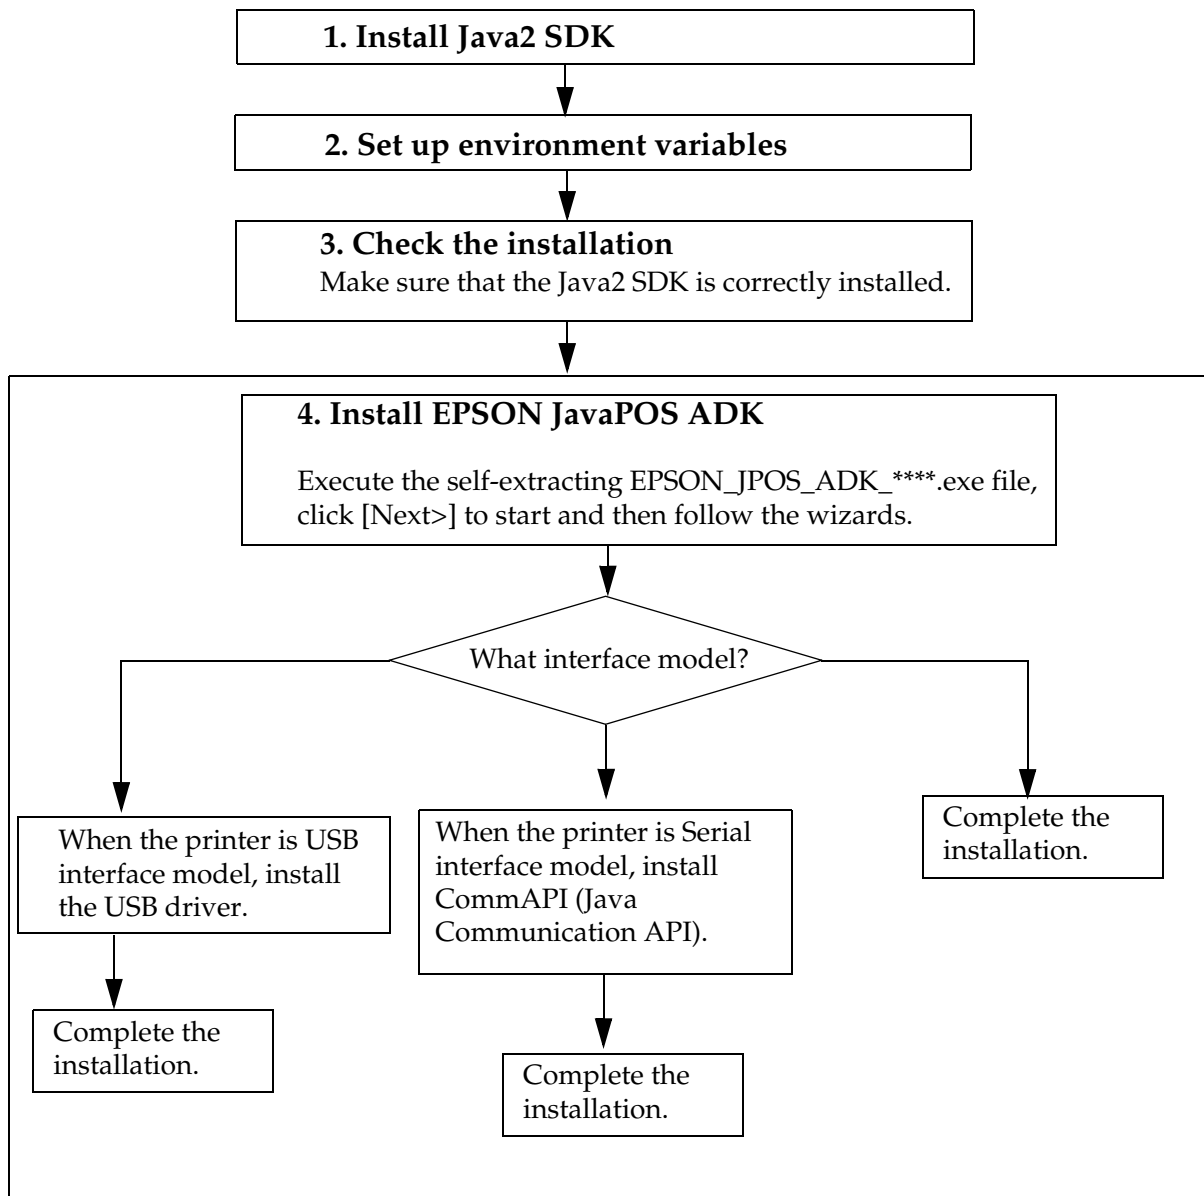 1. Install Java2 SDK
2. Set up environment variables
3. Check the installation
Make sure that the Java2 SDK is correctly installed.
4. Install EPSON JavaPOS ADK
Execute the self-extracting EPSON_JPOS_ADK_****.exe file,
click [Next>] to start and then follow the wizards.
What interface model?
When the printer is USB
interface model, install
the USB driver.
Complete the
installation.
When the printer is Serial
interface model, install
CommAPI (Java
Communication API).
Complete the
installation.
Complete the
installation.